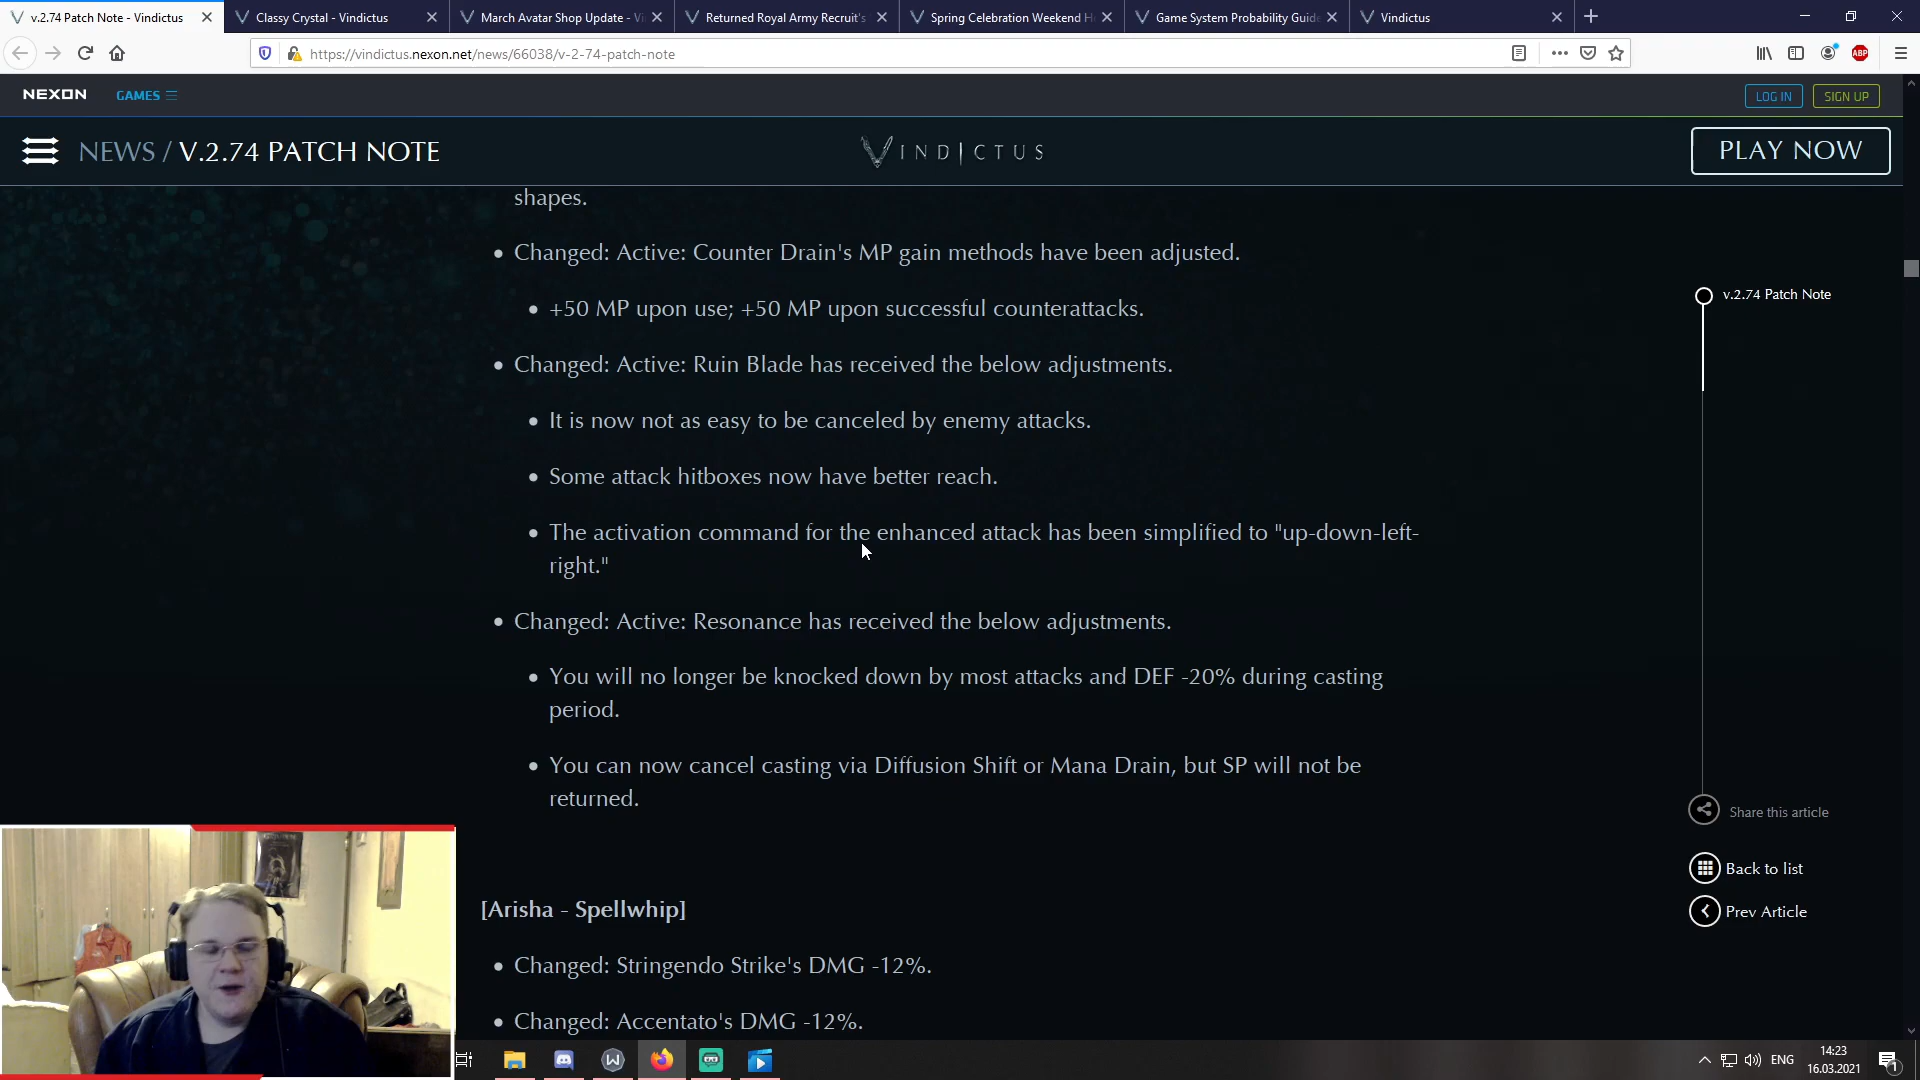 v.2.74 Patch Note - Vindictus
Classy Crystal - Vindictus
March Avatar Shop Update - Vi
Returned Royal Army Recruit's
Spring Celebration Weekend H
Game System Probability Guide
Vindictus
https://vindictus.nexon.net/news/66038/v-2-74-patch-note
ABP
NEXON
GAMES
LOG IN
SIGN UP
NEWS / V.2.74 PATCH NOTE
VINDICTUS
PLAY NOW
shapes.
Changed: Active: Counter Drain's MP gain methods have been adjusted.
+50 MP upon use; +50 MP upon successful counterattacks.
Changed: Active: Ruin Blade has received the below adjustments.
It is now not as easy to be canceled by enemy attacks.
Some attack hitboxes now have better reach.
The activation command for the enhanced attack has been simplified to "up-down-left-
right."
Changed: Active: Resonance has received the below adjustments.
You will no longer be knocked down by most attacks and DEF -20% during casting
period.
You can now cancel casting via Diffusion Shift or Mana Drain, but SP will not be
returned.
[Arisha - Spellwhip]
Changed: Stringendo Strike's DMG -12%.
Changed: Accentato's DMG -12%.
v.2.74 Patch Note
Share this article
Back to list
Prev Article
ENG
14:23
16.03.2021
1